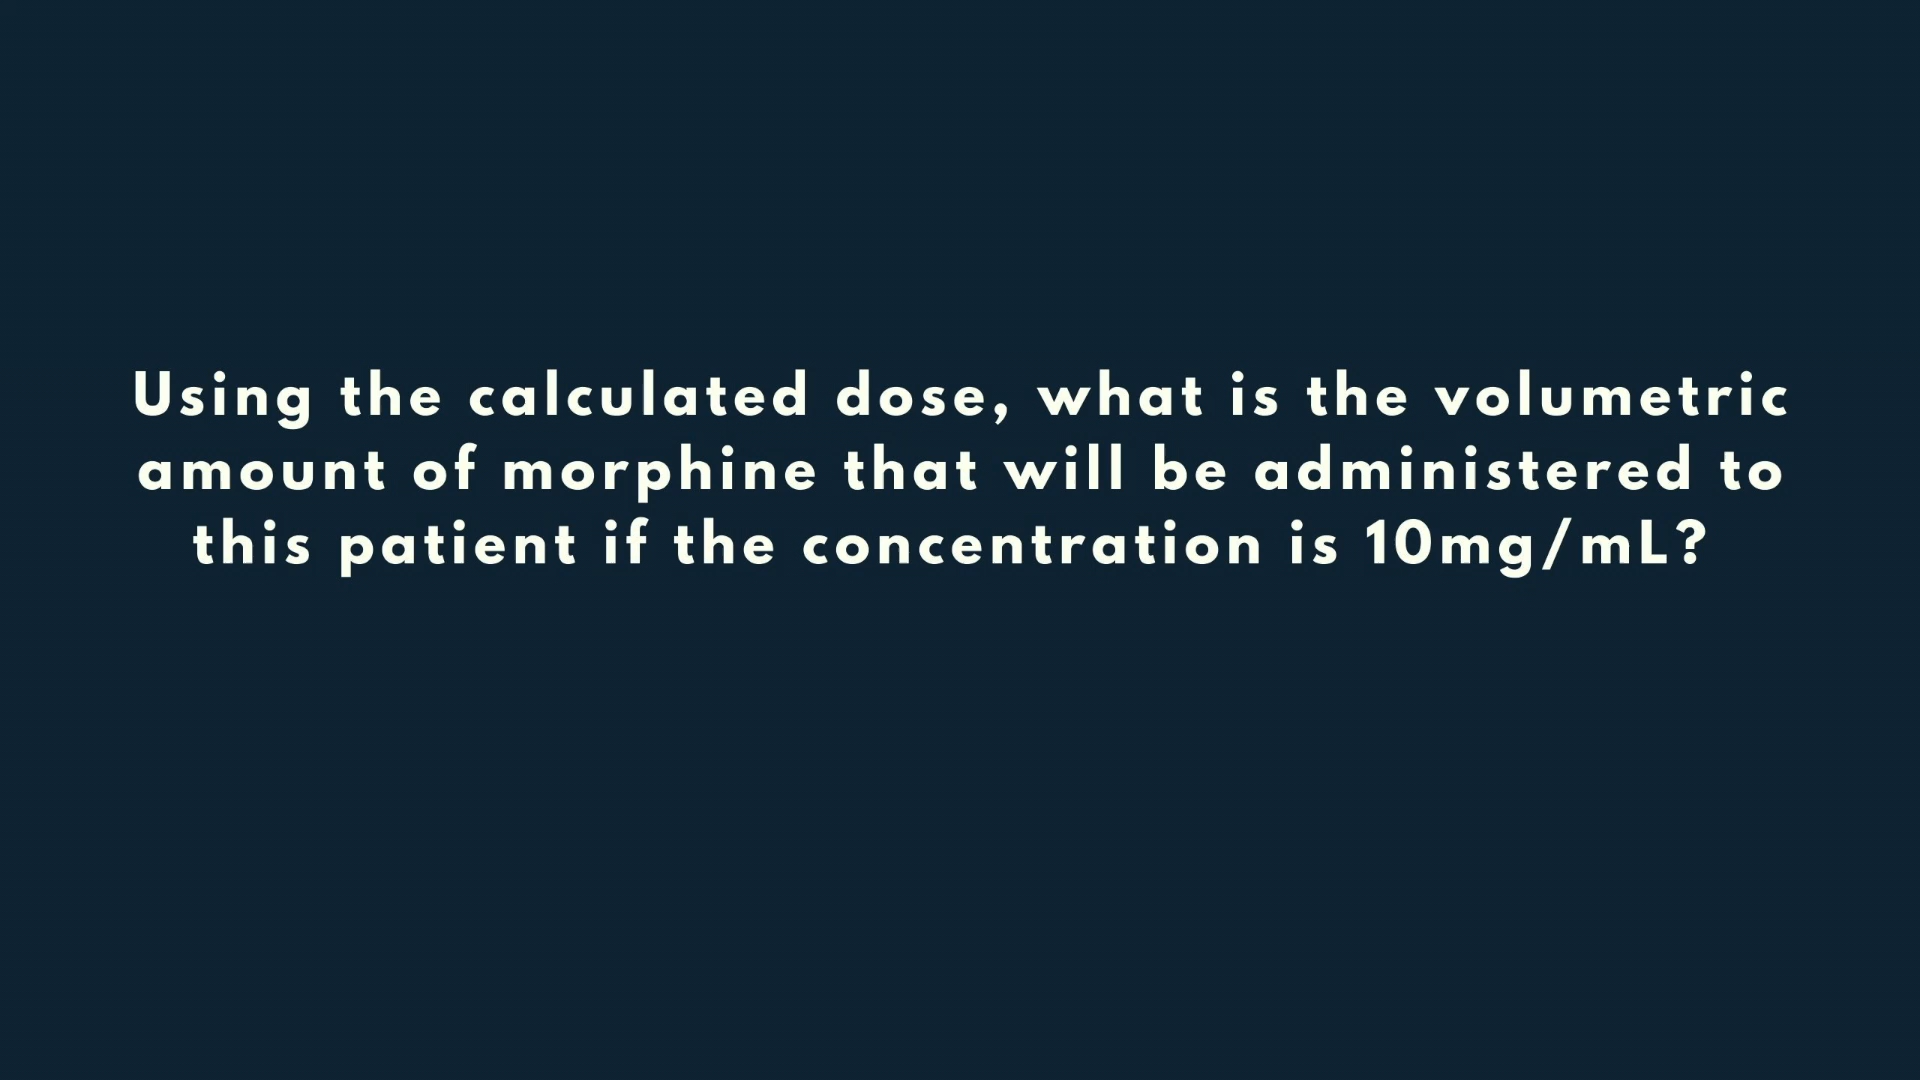 Using the calculated dose, what is the volumetric
amount of morphine that will be administered to
this patient if the concentration is 10mg/mL?